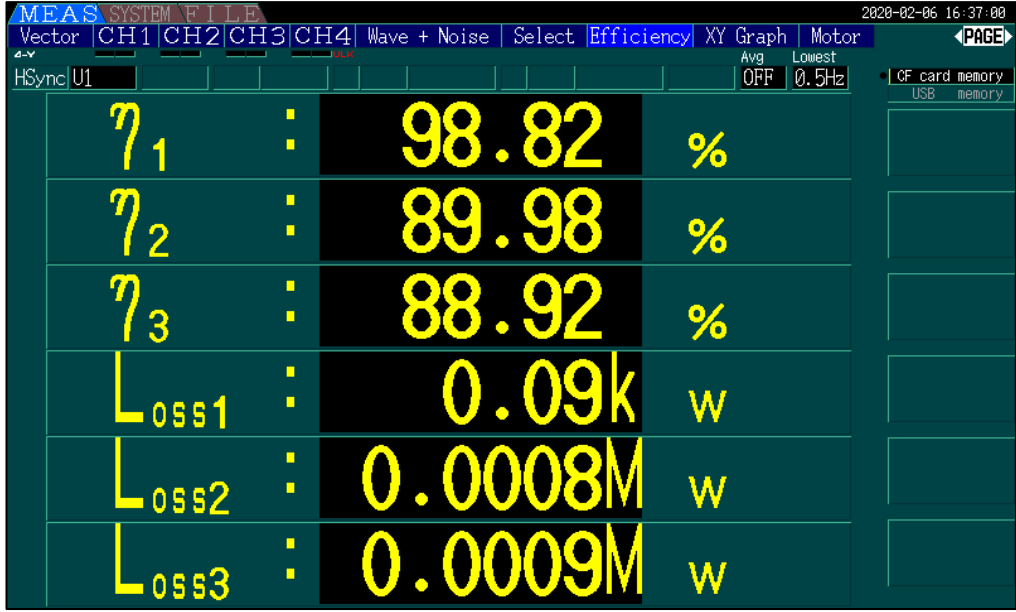 MEAS SYSTEM FILE 2020-02-06 16:37:00
Vector CH1 CH2 CH3 CH4 Wave + Noise Select Efficiency XY Graph Motor PAGE
Δ-Y ULK Avg Lowest
HSync U1 OFF 0.5Hz CF card memory
USB memory
η1 : 98.82 %
η2 : 89.98 %
η3 : 88.92 %
Loss1 : 0.09k W
Loss2 : 0.0008M W
Loss3 : 0.0009M W